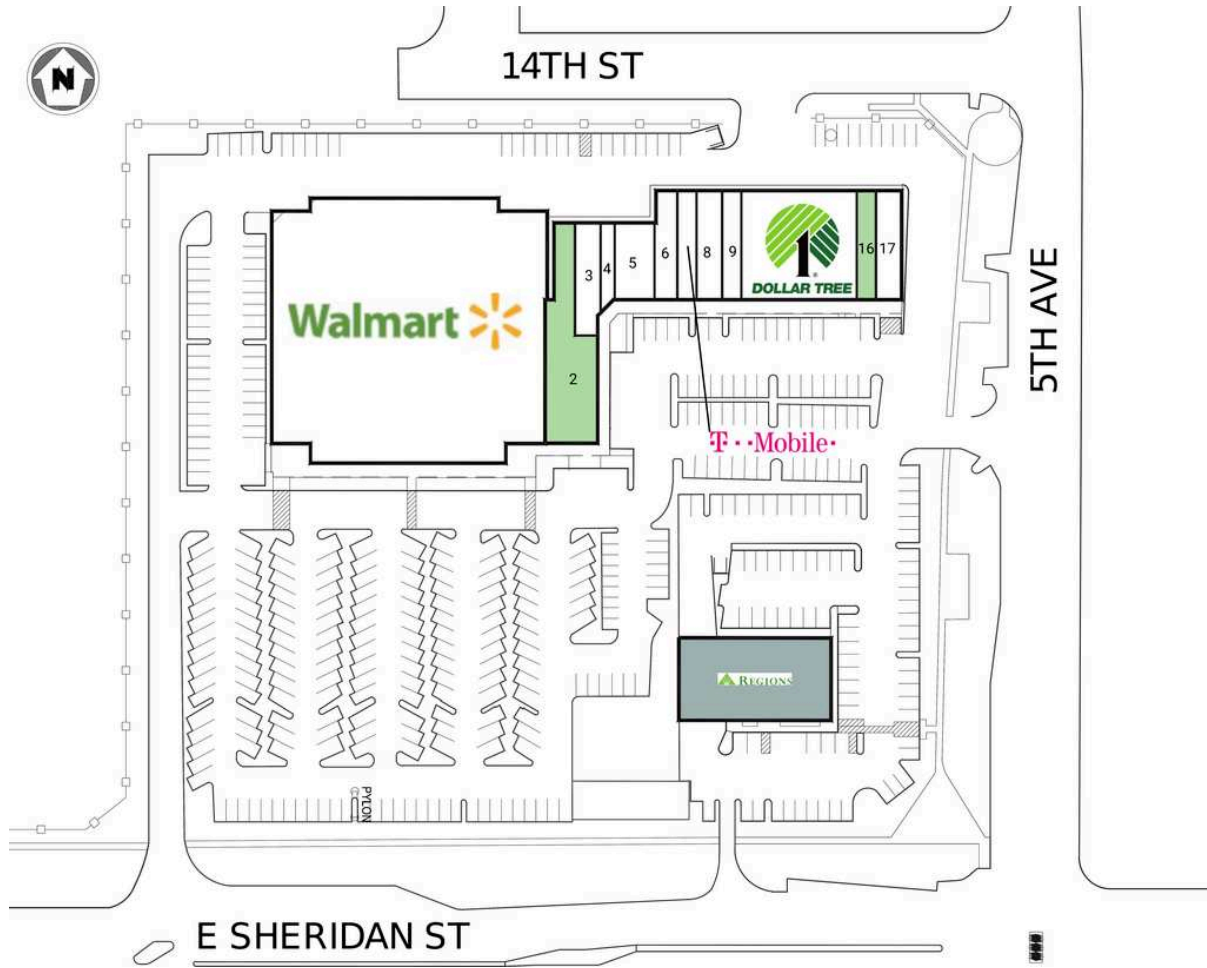 N
14TH ST
5TH AVE
Walmart
2
3
4
5
6
8
9
1
DOLLAR TREE
16
17
T··Mobile·
REGIONS
PYLON
E SHERIDAN ST